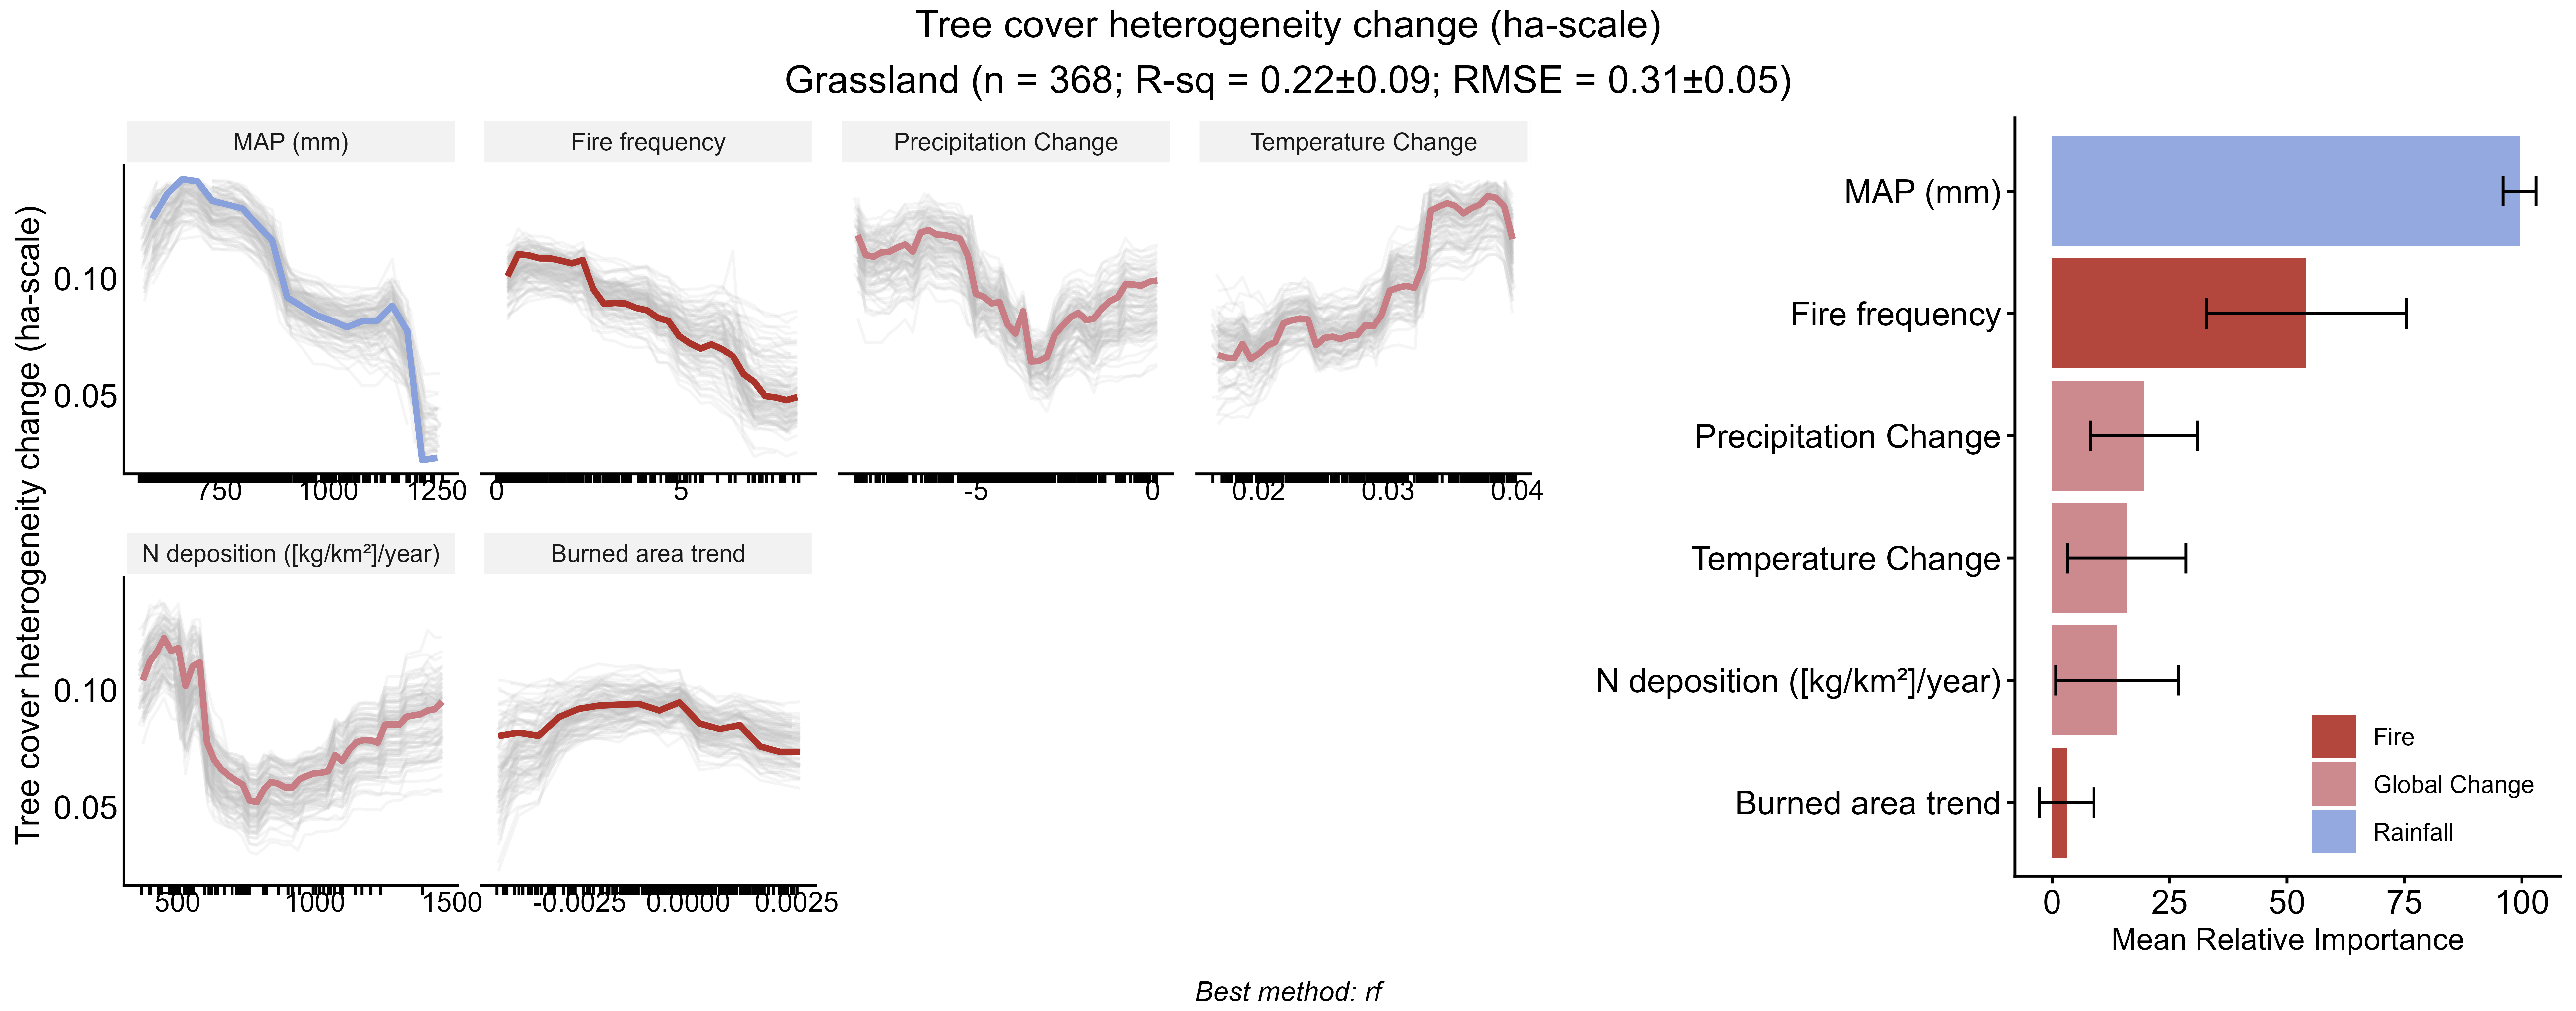 Tree cover heterogeneity change (ha-scale)
Grassland (n = 368; R-sq = 0.22±0.09; RMSE = 0.31±0.05)
Tree cover heterogeneity change (ha-scale)
MAP (mm)
Fire frequency
Precipitation Change
Temperature Change
0.10
0.05
750 1000 1250
0 5
-5 0
0.02 0.03 0.04
N deposition ([kg/km²]/year)
Burned area trend
0.10
0.05
500 1000 1500
-0.0025 0.0000 0.0025
MAP (mm)
Fire frequency
Precipitation Change
Temperature Change
N deposition ([kg/km²]/year)
Burned area trend
Fire
Global Change
Rainfall
0 25 50 75 100
Mean Relative Importance
Best method: rf